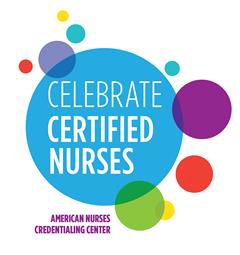 CELEBRATE
CERTIFIED
NURSES
AMERICAN NURSES
CREDENTIALING CENTER